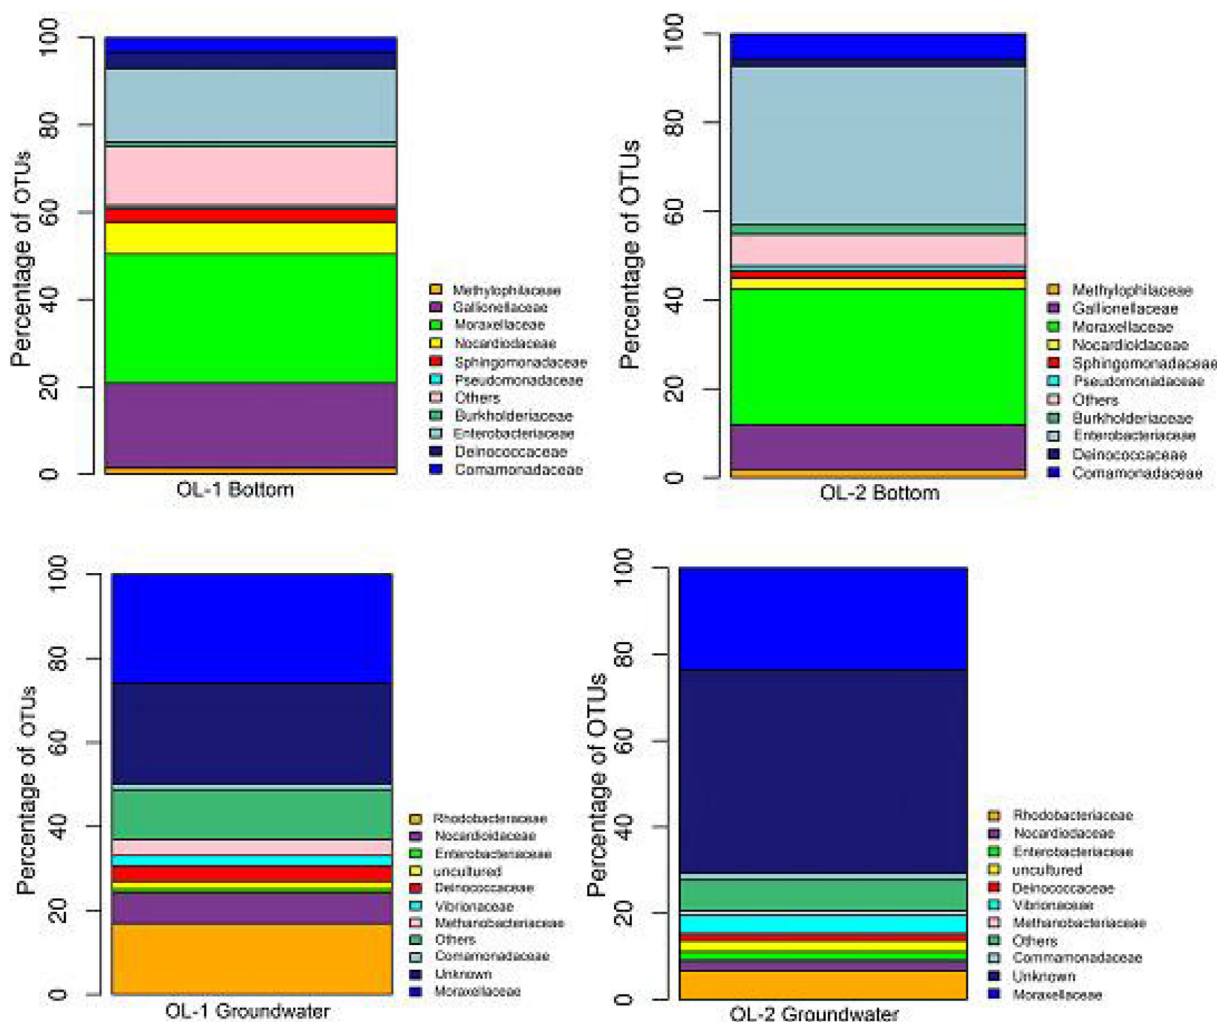 Percentage of OTUs
100
80
60
40
20
0
Methylophilaceae
Gallionellaceae
Moraxellaceae
Nocardiodaceae
Sphingomonadaceae
Pseudomonadaceae
Others
Burkholderiaceae
Enterobacteriaceae
Deinococcaceae
Comamonadaceae
OL-1 Bottom
Percentage of OTUs
100
80
60
40
20
0
Methylophilaceae
Gallionellaceae
Moraxellaceae
Nocardioidaceae
Sphingomonadaceae
Pseudomonadaceae
Others
Burkholderiaceae
Enterobacteriaceae
Deinococcaceae
Comamonadaceae
OL-2 Bottom
Percentage of OTUs
100
80
60
40
20
0
Rhodobacteriaceae
Nocardioidaceae
Enterobacteriaceae
uncultured
Deinococcaceae
Vibrionaceae
Methanobacteriaceae
Others
Comamonadaceae
Unknown
Moraxellaceae
OL-1 Groundwater
Percentage of OTUs
100
80
60
40
20
0
Rhodobacteriaceae
Nocardiodaceae
Enterobacteriaceae
uncultured
Deinococcaceae
Vibrionaceae
Methanobacteriaceae
Others
Commamonadaceae
Unknown
Moraxellaceae
OL-2 Groundwater